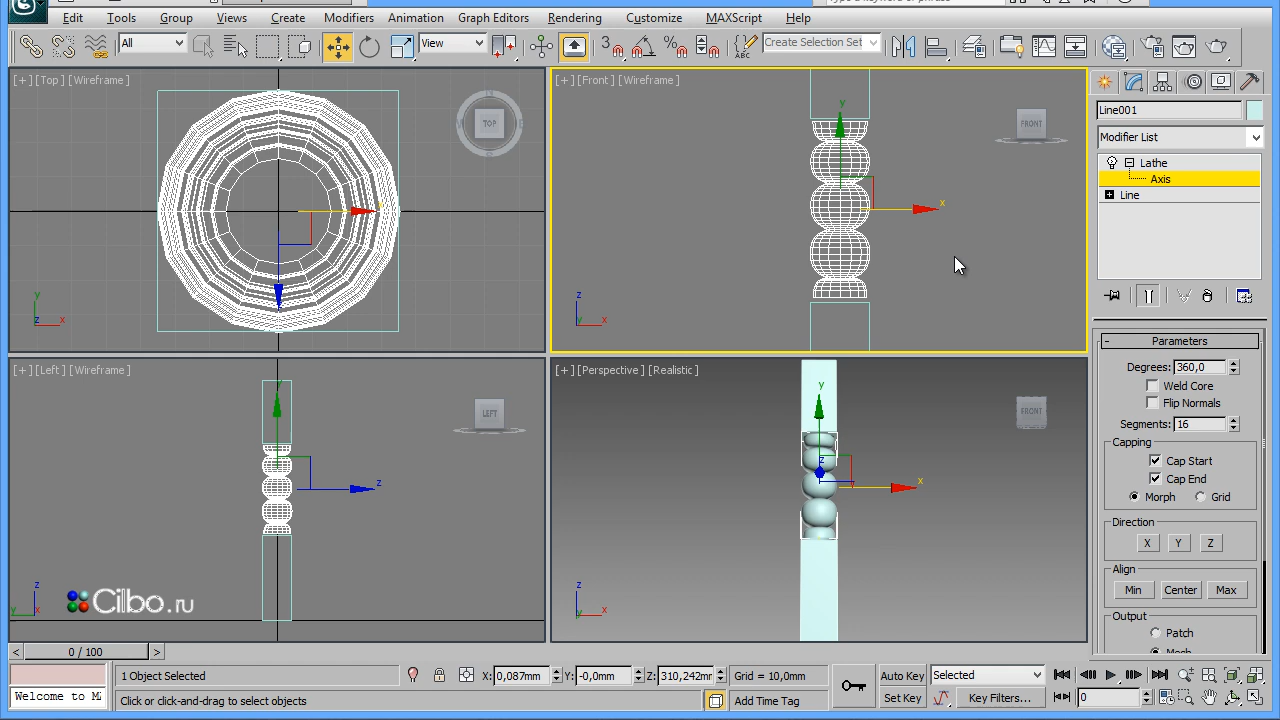 Edit Tools Group Views Create Modifiers Animation Graph Editors Rendering Customize MAXScript Help
All View Create Selection Set
[+][Top][Wireframe]
TOP
[+][Front][Wireframe]
FRONT
y
x
y
z x
z
x
[+][Left][Wireframe]
LEFT
y
z
z
y x
Cilbo.ru
[+][Perspective][Realistic]
FRONT
y
z
x
z
y x
Line001
Modifier List
Lathe
Axis
Line
- Parameters
Degrees: 360,0
Weld Core
Flip Normals
Segments: 16
Capping
Cap Start
Cap End
Morph Grid
Direction
X Y Z
Align
Min Center Max
Output
Patch
< 0 / 100 >
1 Object Selected X: 0,087mm Y: -0,0mm Z: 310,242mm Grid = 10,0mm Auto Key Selected
Welcome to M Click or click-and-drag to select objects Add Time Tag Set Key Key Filters... 0